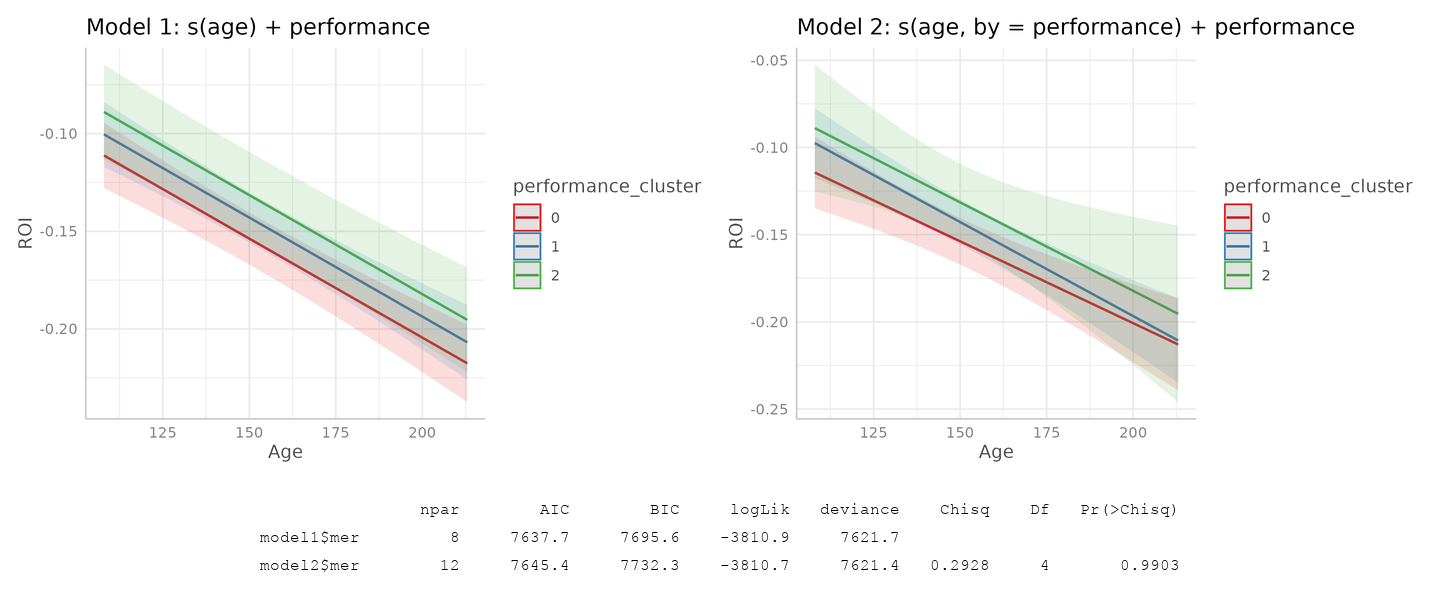 Model 1: s(age) + performance
-0.10
-0.15
-0.20
ROI
125 150 175 200
Age
performance_cluster
0
1
2
Model 2: s(age, by = performance) + performance
-0.05
-0.10
-0.15
-0.20
-0.25
ROI
125 150 175 200
Age
performance_cluster
0
1
2
npar AIC BIC logLik deviance Chisq Df Pr(>Chisq)
model1$mer 8 7637.7 7695.6 -3810.9 7621.7
model2$mer 12 7645.4 7732.3 -3810.7 7621.4 0.2928 4 0.9903